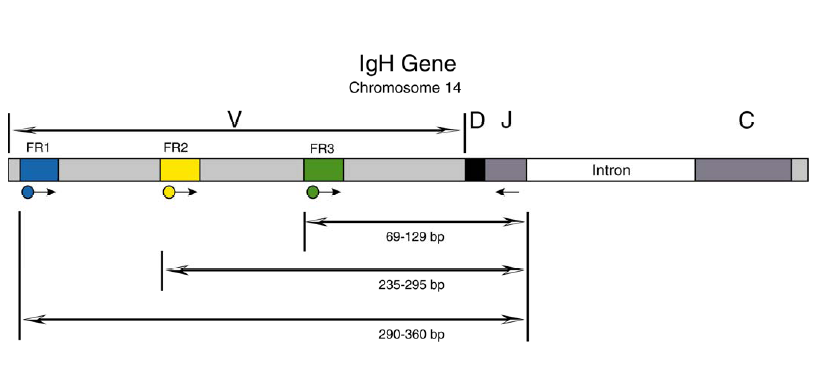 IgH Gene
Chromosome 14
V
D
J
C
FR1
FR2
FR3
Intron
69-129 bp
235-295 bp
290-360 bp